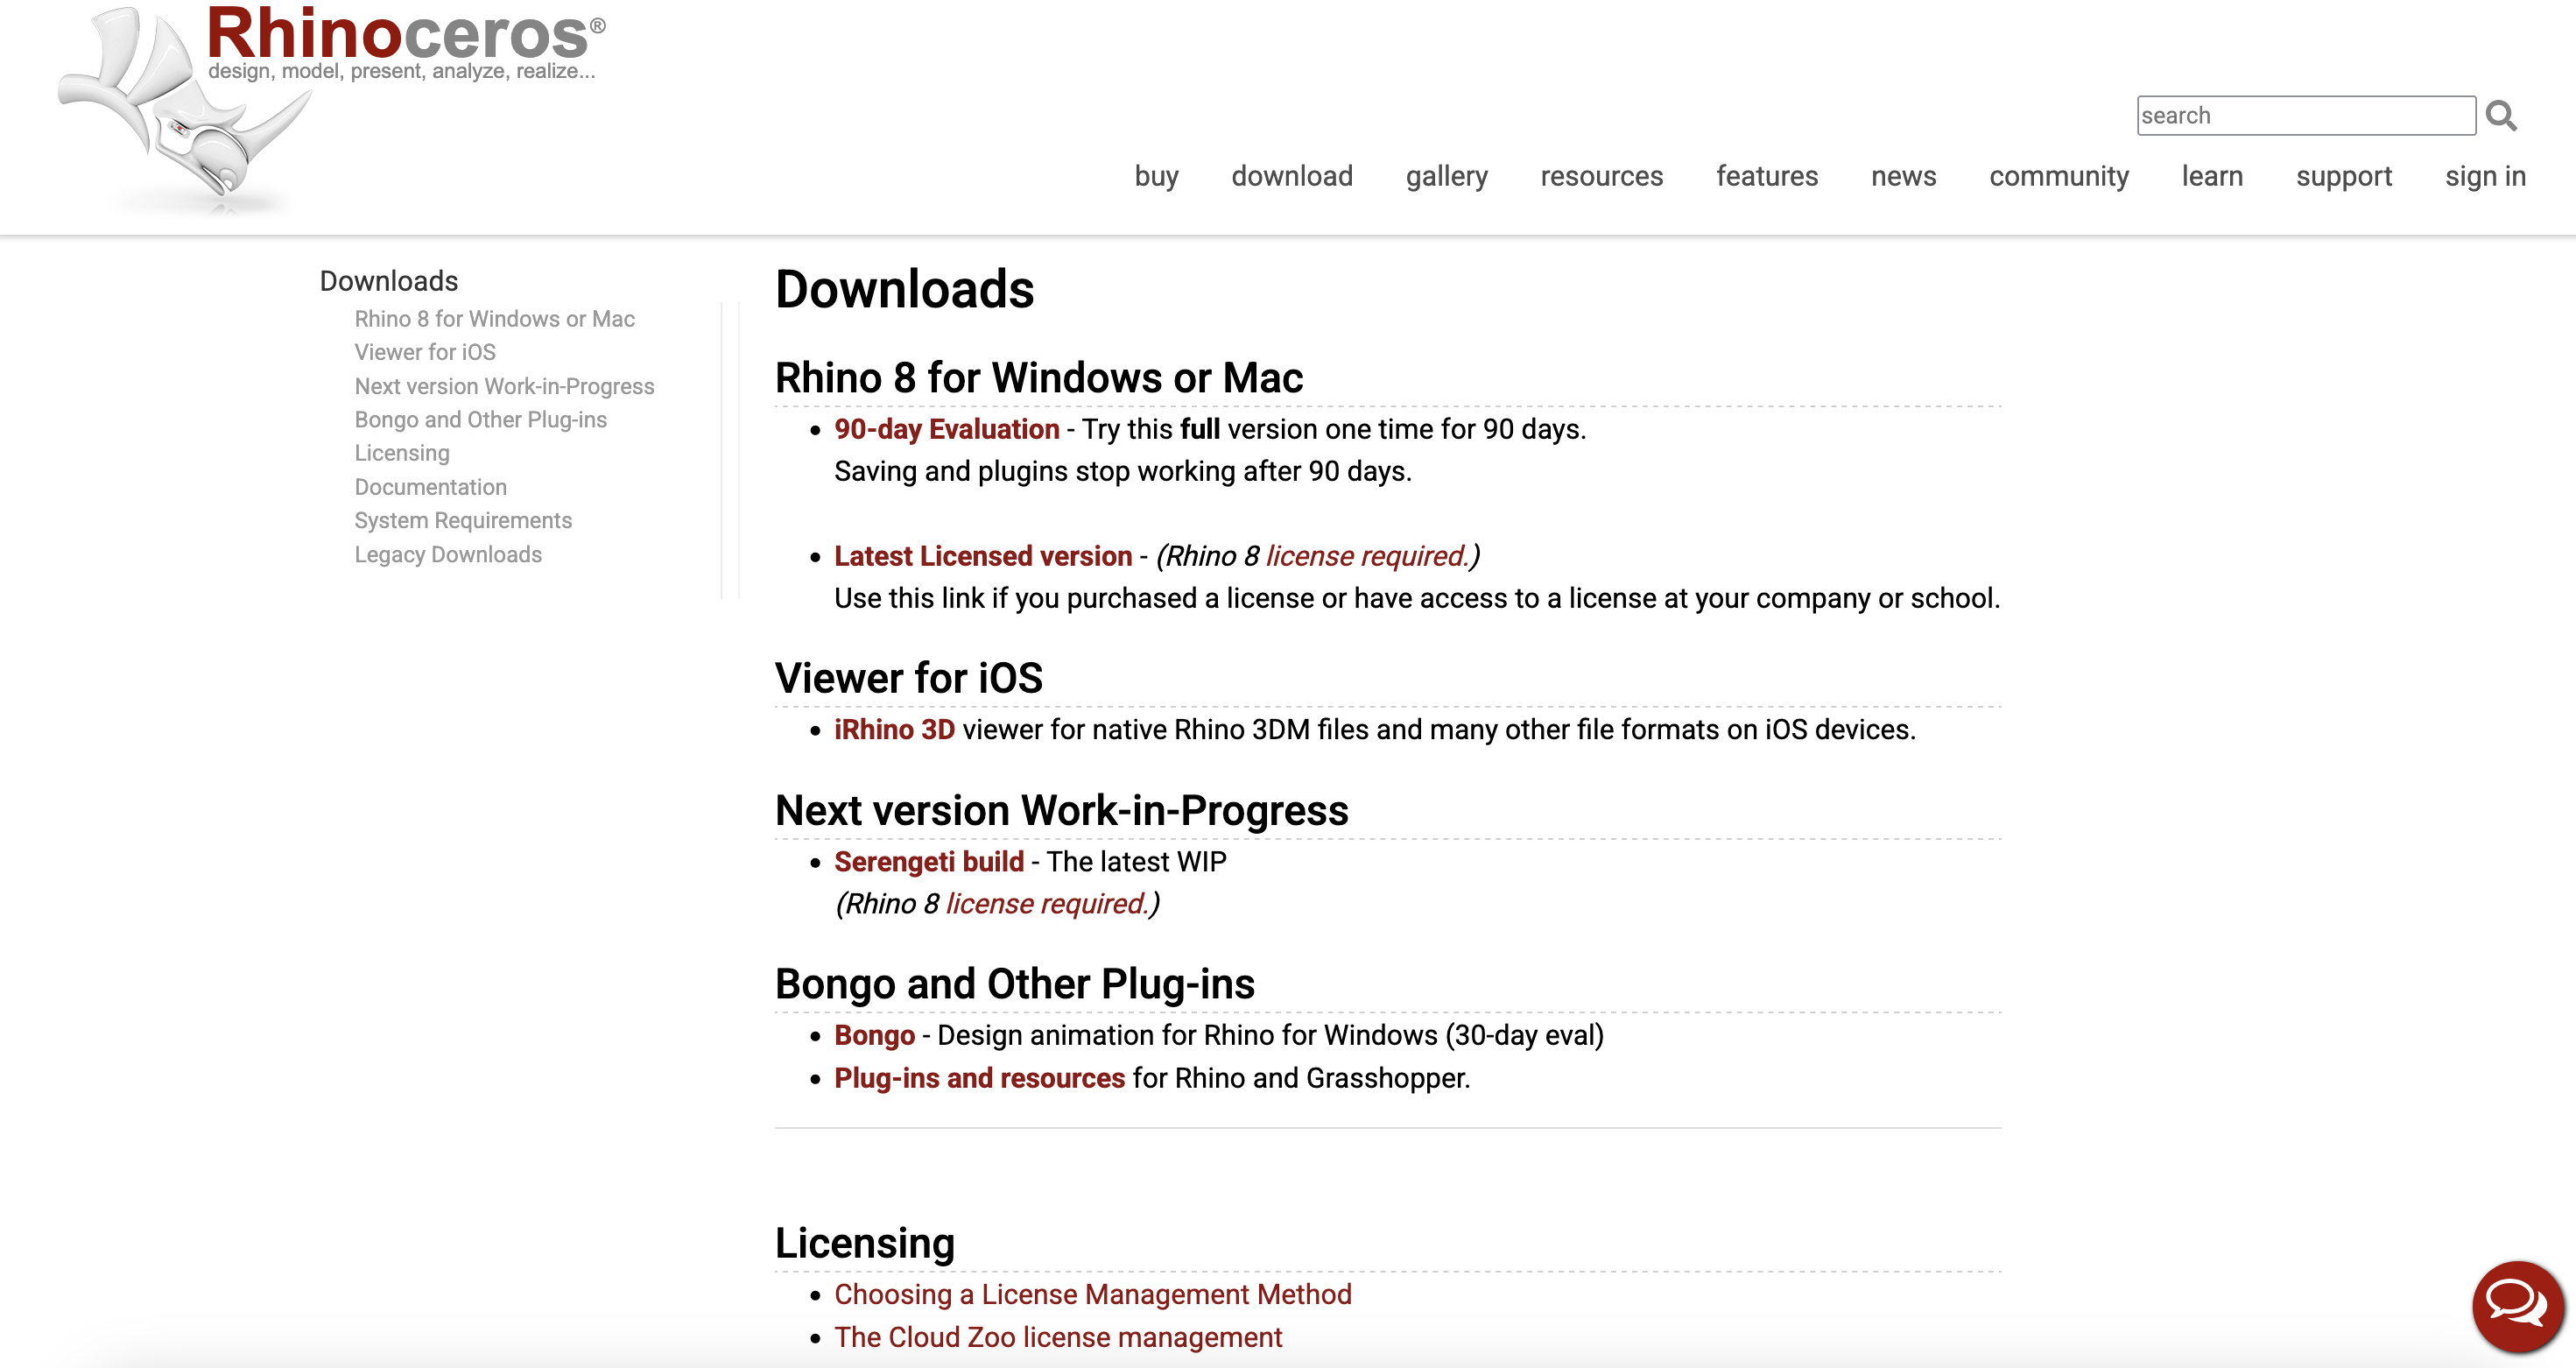 Rhinoceros®
design, model, present, analyze, realize...
search
buy download gallery resources features news community learn support sign in
Downloads
Rhino 8 for Windows or Mac
Viewer for iOS
Next version Work-in-Progress
Bongo and Other Plug-ins
Licensing
Documentation
System Requirements
Legacy Downloads
Downloads
Rhino 8 for Windows or Mac
• 90-day Evaluation - Try this full version one time for 90 days.
Saving and plugins stop working after 90 days.
• Latest Licensed version - (Rhino 8 license required.)
Use this link if you purchased a license or have access to a license at your company or school.
Viewer for iOS
• iRhino 3D viewer for native Rhino 3DM files and many other file formats on iOS devices.
Next version Work-in-Progress
• Serengeti build - The latest WIP
(Rhino 8 license required.)
Bongo and Other Plug-ins
• Bongo - Design animation for Rhino for Windows (30-day eval)
• Plug-ins and resources for Rhino and Grasshopper.
Licensing
• Choosing a License Management Method
• The Cloud Zoo license management